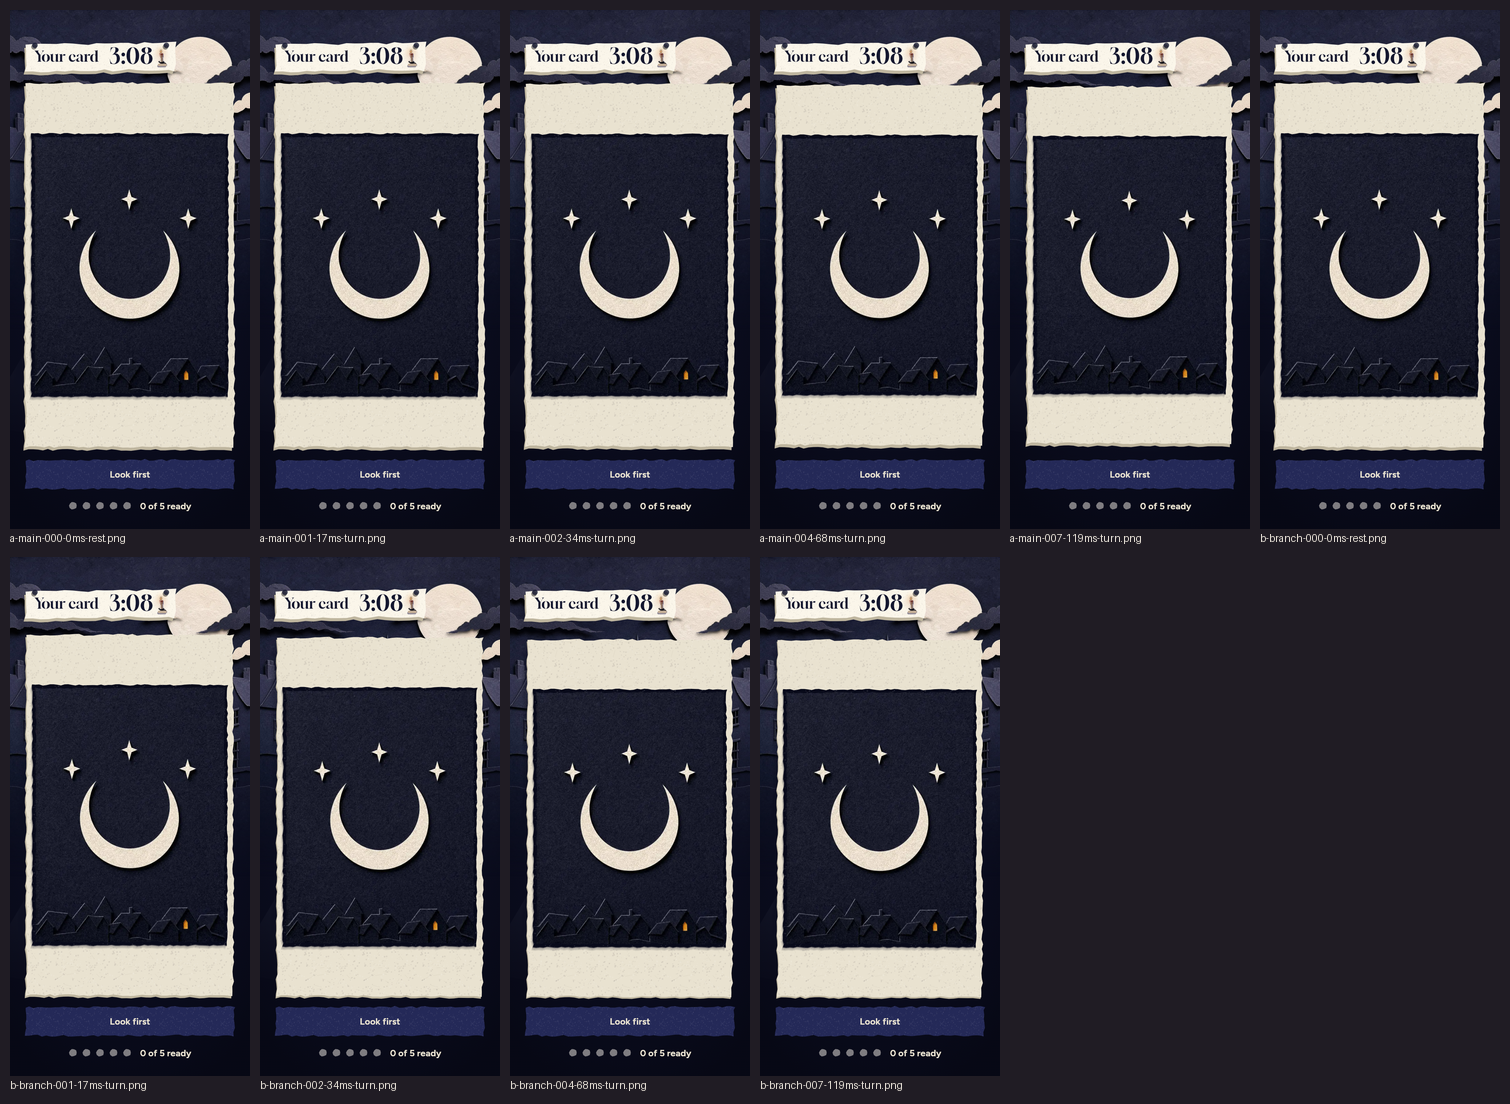 Your card 3:08
Look first
0 of 5 ready
a-main-000-0ms-rest.png
Your card 3:08
Look first
0 of 5 ready
a-main-001-17ms-turn.png
Your card 3:08
Look first
0 of 5 ready
a-main-002-34ms-turn.png
Your card 3:08
Look first
0 of 5 ready
a-main-004-68ms-turn.png
Your card 3:08
Look first
0 of 5 ready
a-main-007-119ms-turn.png
Your card 3:08
Look first
0 of 5 ready
b-branch-000-0ms-rest.png
Your card 3:08
Look first
0 of 5 ready
b-branch-001-17ms-turn.png
Your card 3:08
Look first
0 of 5 ready
b-branch-002-34ms-turn.png
Your card 3:08
Look first
0 of 5 ready
b-branch-004-68ms-turn.png
Your card 3:08
Look first
0 of 5 ready
b-branch-007-119ms-turn.png